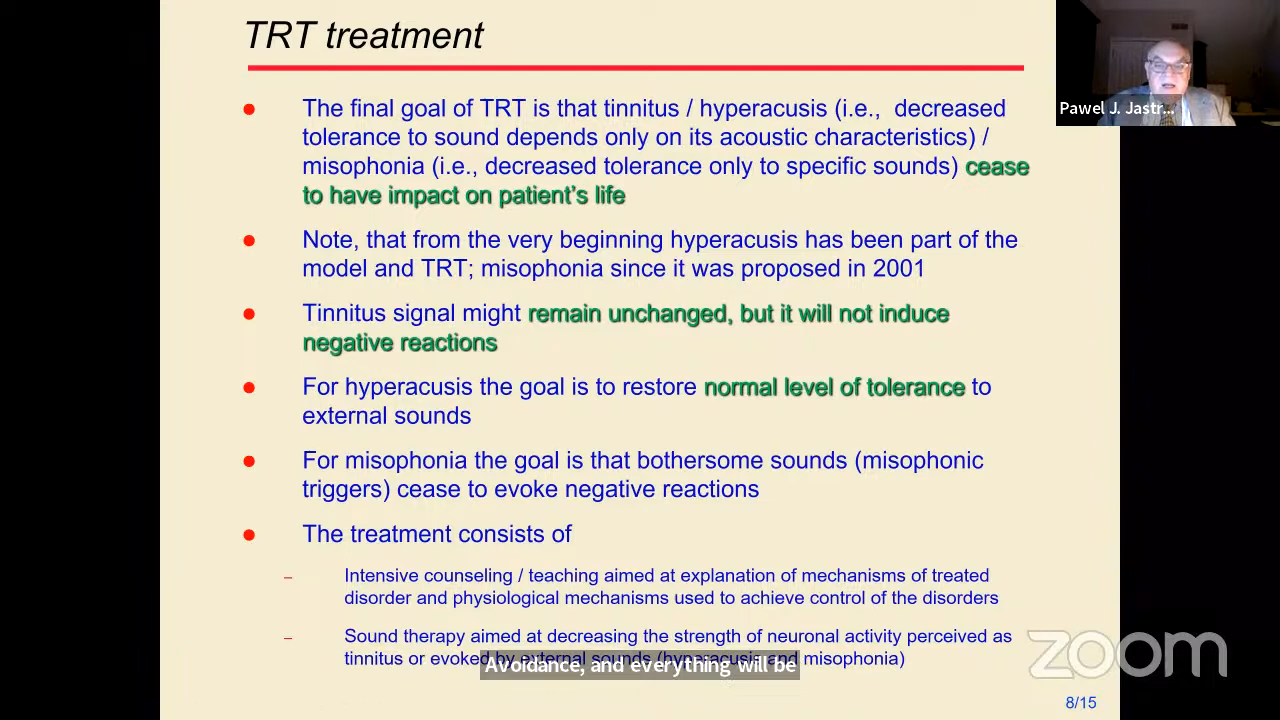 TRT treatment
Pawel J. Jastr...
The final goal of TRT is that tinnitus / hyperacusis (i.e., decreased
tolerance to sound depends only on its acoustic characteristics) /
misophonia (i.e., decreased tolerance only to specific sounds) cease
to have impact on patient's life
Note, that from the very beginning hyperacusis has been part of the
model and TRT; misophonia since it was proposed in 2001
Tinnitus signal might remain unchanged, but it will not induce
negative reactions
For hyperacusis the goal is to restore normal level of tolerance to
external sounds
For misophonia the goal is that bothersome sounds (misophonic
triggers) cease to evoke negative reactions
The treatment consists of
– Intensive counseling / teaching aimed at explanation of mechanisms of treated
disorder and physiological mechanisms used to achieve control of the disorders
– Sound therapy aimed at decreasing the strength of neuronal activity perceived as
tinnitus or evoked by external sounds (hyperacusis and misophonia)
Avoidance, and everything will be
zoom
8/15